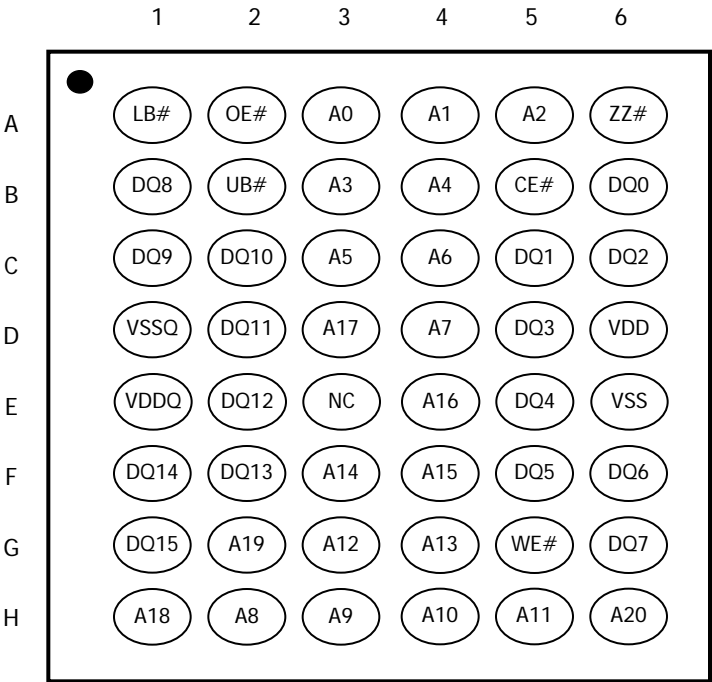 1 2 3 4 5 6
A LB# OE# A0 A1 A2 ZZ#
B DQ8 UB# A3 A4 CE# DQ0
C DQ9 DQ10 A5 A6 DQ1 DQ2
D VSSQ DQ11 A17 A7 DQ3 VDD
E VDDQ DQ12 NC A16 DQ4 VSS
F DQ14 DQ13 A14 A15 DQ5 DQ6
G DQ15 A19 A12 A13 WE# DQ7
H A18 A8 A9 A10 A11 A20